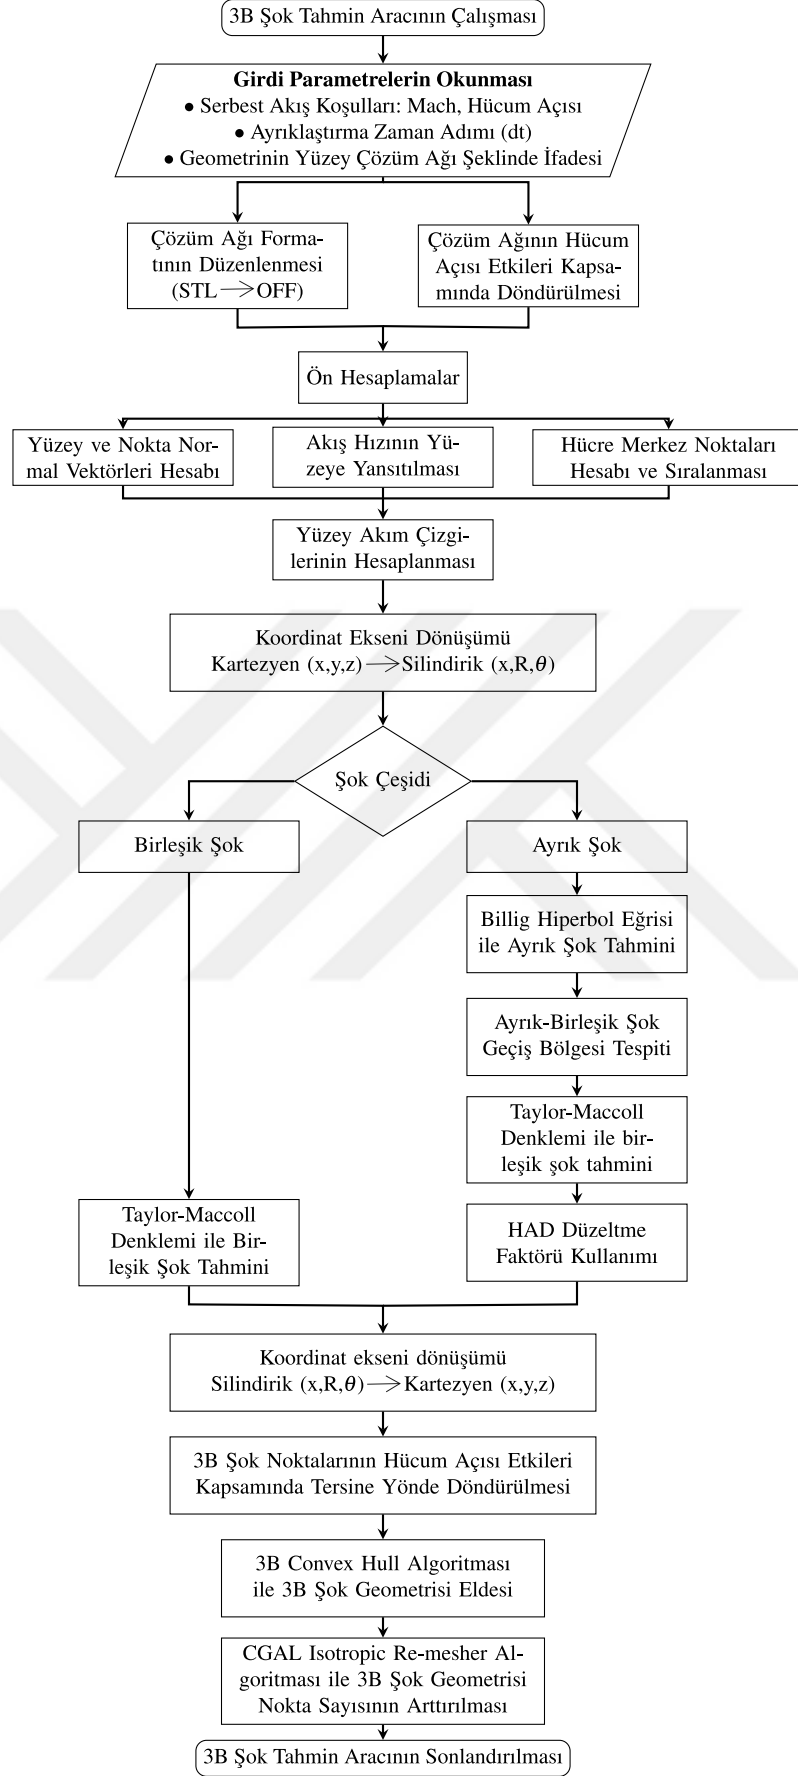 3B Şok Tahmin Aracının Çalışması
Girdi Parametrelerin Okunması
• Serbest Akış Koşulları: Mach, Hücum Açısı
• Ayrıklaştırma Zaman Adımı (dt)
• Geometrinin Yüzey Çözüm Ağı Şeklinde İfadesi
Çözüm Ağı Forma-
tının Düzenlenmesi
(STL → OFF)
Çözüm Ağının Hücum
Açısı Etkileri Kapsa-
mında Döndürülmesi
Ön Hesaplamalar
Yüzey ve Nokta Nor-
mal Vektörleri Hesabı
Akış Hızının Yü-
zeye Yansıtılması
Hücre Merkez Noktaları
Hesabı ve Sıralanması
Yüzey Akım Çizgi-
lerinin Hesaplanması
Koordinat Ekseni Dönüşümü
Kartezyen (x,y,z) → Silindirik (x,R,θ)
Şok Çeşidi
Birleşik Şok
Ayrık Şok
Billig Hiperbol Eğrisi
ile Ayrık Şok Tahmini
Ayrık-Birleşik Şok
Geçiş Bölgesi Tespiti
Taylor-Maccoll
Denklemi ile bir-
leşik şok tahmini
Taylor-Maccoll
Denklemi ile Bir-
leşik Şok Tahmini
HAD Düzeltme
Faktörü Kullanımı
Koordinat ekseni dönüşümü
Silindirik (x,R,θ) → Kartezyen (x,y,z)
3B Şok Noktalarının Hücum Açısı Etkileri
Kapsamında Tersine Yönde Döndürülmesi
3B Convex Hull Algoritması
ile 3B Şok Geometrisi Eldesi
CGAL Isotropic Re-mesher Al-
goritması ile 3B Şok Geometrisi
Nokta Sayısının Arttırılması
3B Şok Tahmin Aracının Sonlandırılması